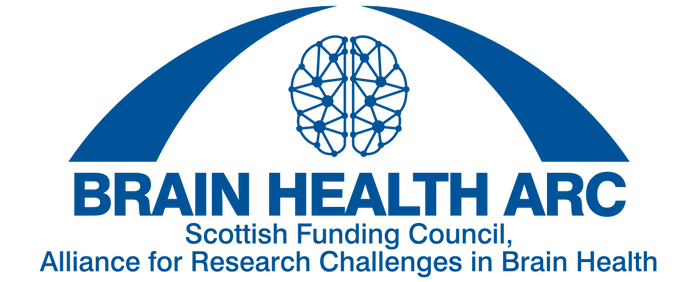 BRAIN HEALTH ARC
Scottish Funding Council,
Alliance for Research Challenges in Brain Health